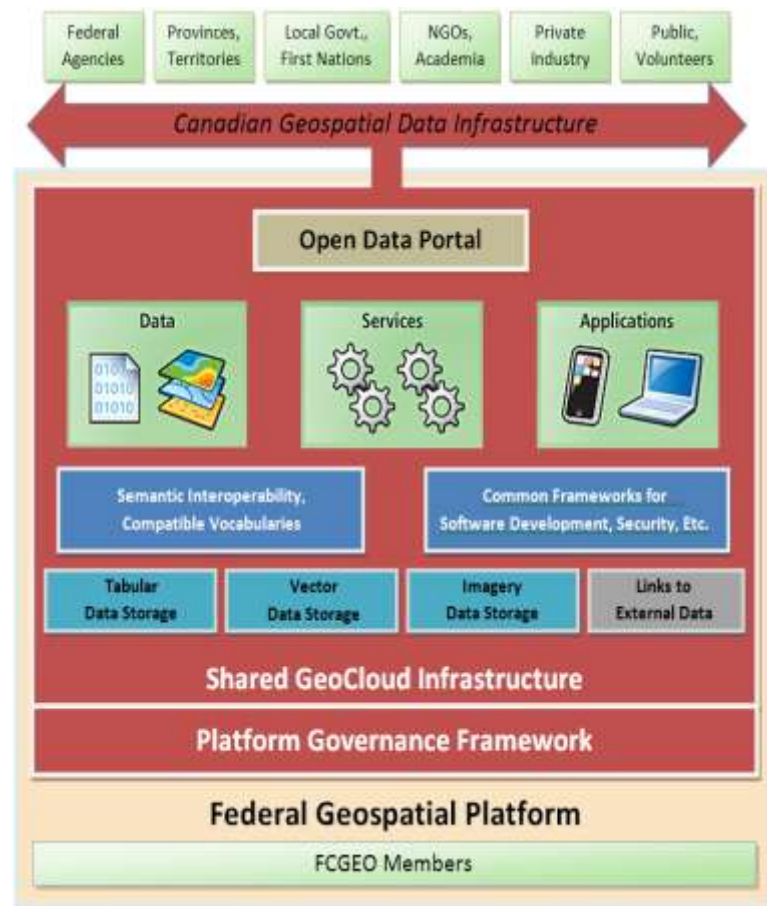 Federal
Agencies
Provinces,
Territories
Local Govt.,
First Nations
NGOs,
Academia
Private
Industry
Public,
Volunteers
Canadian Geospatial Data Infrastructure
Open Data Portal
Data
Services
Applications
0101
01010
01010
Semantic Interoperability,
Compatible Vocabularies
Common Frameworks for
Software Development, Security, Etc.
Tabular
Data Storage
Vector
Data Storage
Imagery
Data Storage
Links to
External Data
Shared GeoCloud Infrastructure
Platform Governance Framework
Federal Geospatial Platform
FCGEO Members